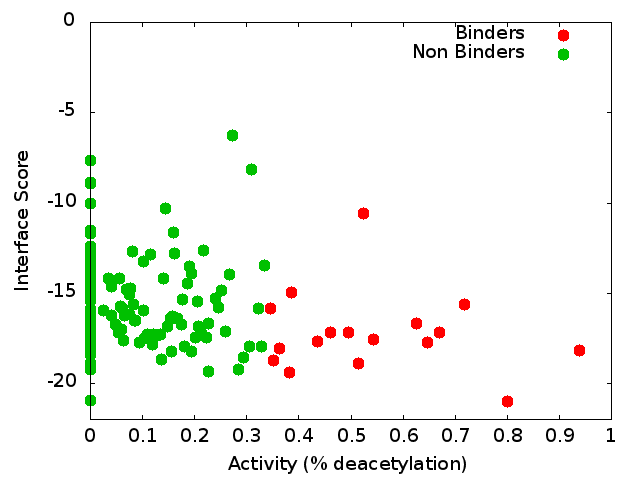 0
Binders
Non Binders
-5
-10
-15
-20
Interface Score
0 0.1 0.2 0.3 0.4 0.5 0.6 0.7 0.8 0.9 1
Activity (% deacetylation)